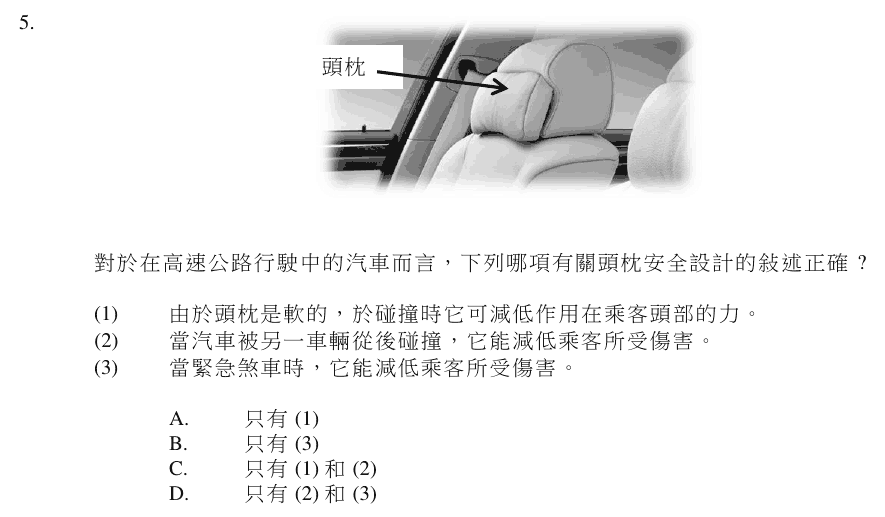 5.
頭枕
對於在高速公路行駛中的汽車而言，下列哪項有關頭枕安全設計的敍述正確？
(1) 由於頭枕是軟的，於碰撞時它可減低作用在乘客頭部的力。
(2) 當汽車被另一車輛從後碰撞，它能減低乘客所受傷害。
(3) 當緊急煞車時，它能減低乘客所受傷害。
A. 只有 (1)
B. 只有 (3)
C. 只有 (1) 和 (2)
D. 只有 (2) 和 (3)